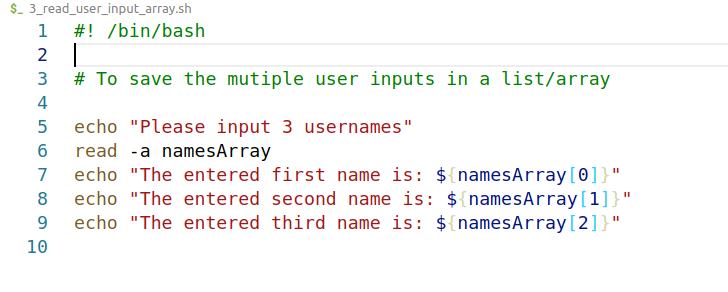 $_ 3_read_user_input_array.sh
1 #! /bin/bash
2
3 # To save the mutiple user inputs in a list/array
4
5 echo "Please input 3 usernames"
6 read -a namesArray
7 echo "The entered first name is: ${namesArray[0]}"
8 echo "The entered second name is: ${namesArray[1]}"
9 echo "The entered third name is: ${namesArray[2]}"
10